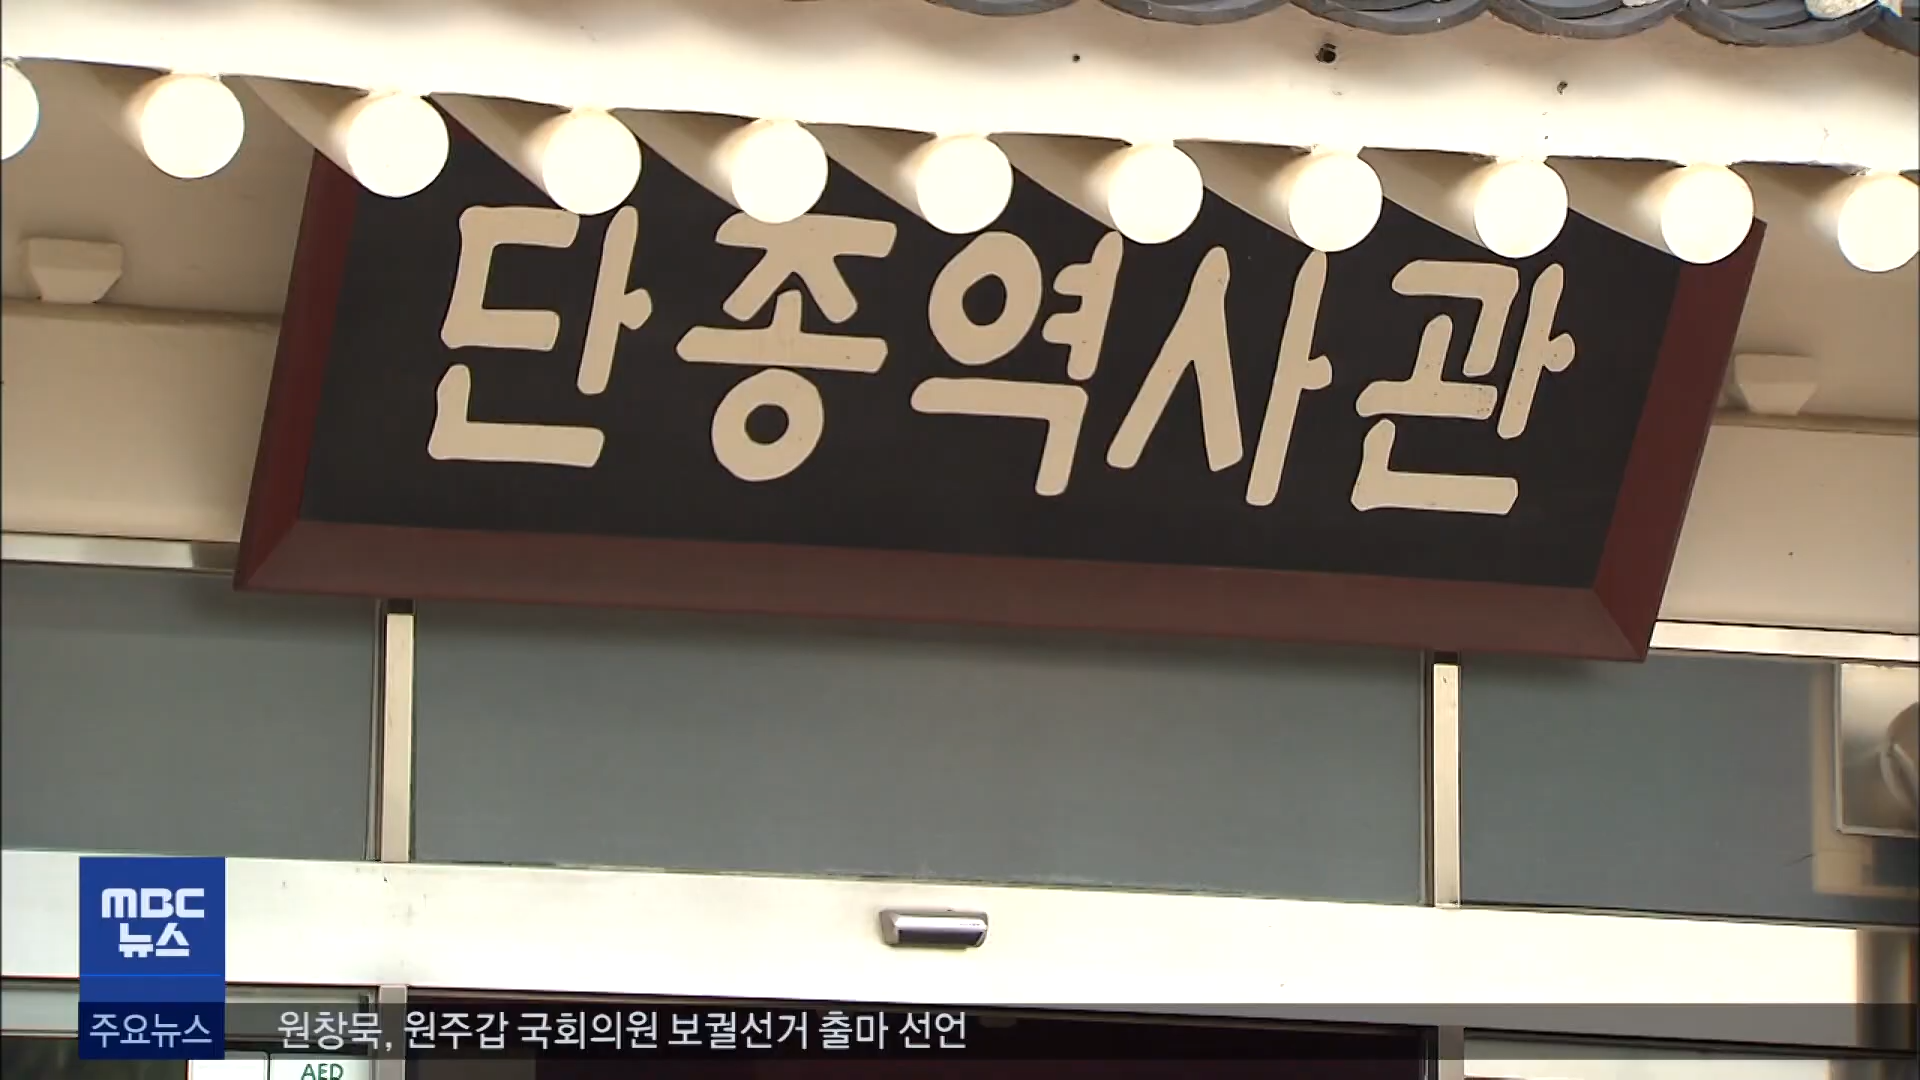 단종역사관
MBC
뉴스
주요뉴스
원창묵, 원주갑 국회의원 보궐선거 출마 선언
AED